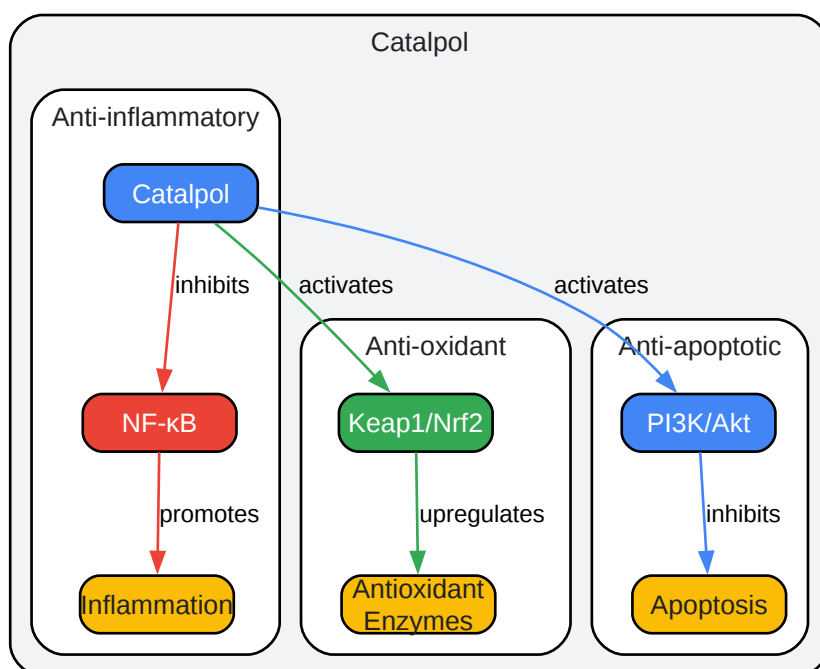 Catalpol
Anti-inflammatory
Catalpol
inhibits
activates
activates
Anti-oxidant
Anti-apoptotic
NF-κB
Keap1/Nrf2
PI3K/Akt
promotes
upregulates
inhibits
Inflammation
Antioxidant
Enzymes
Apoptosis